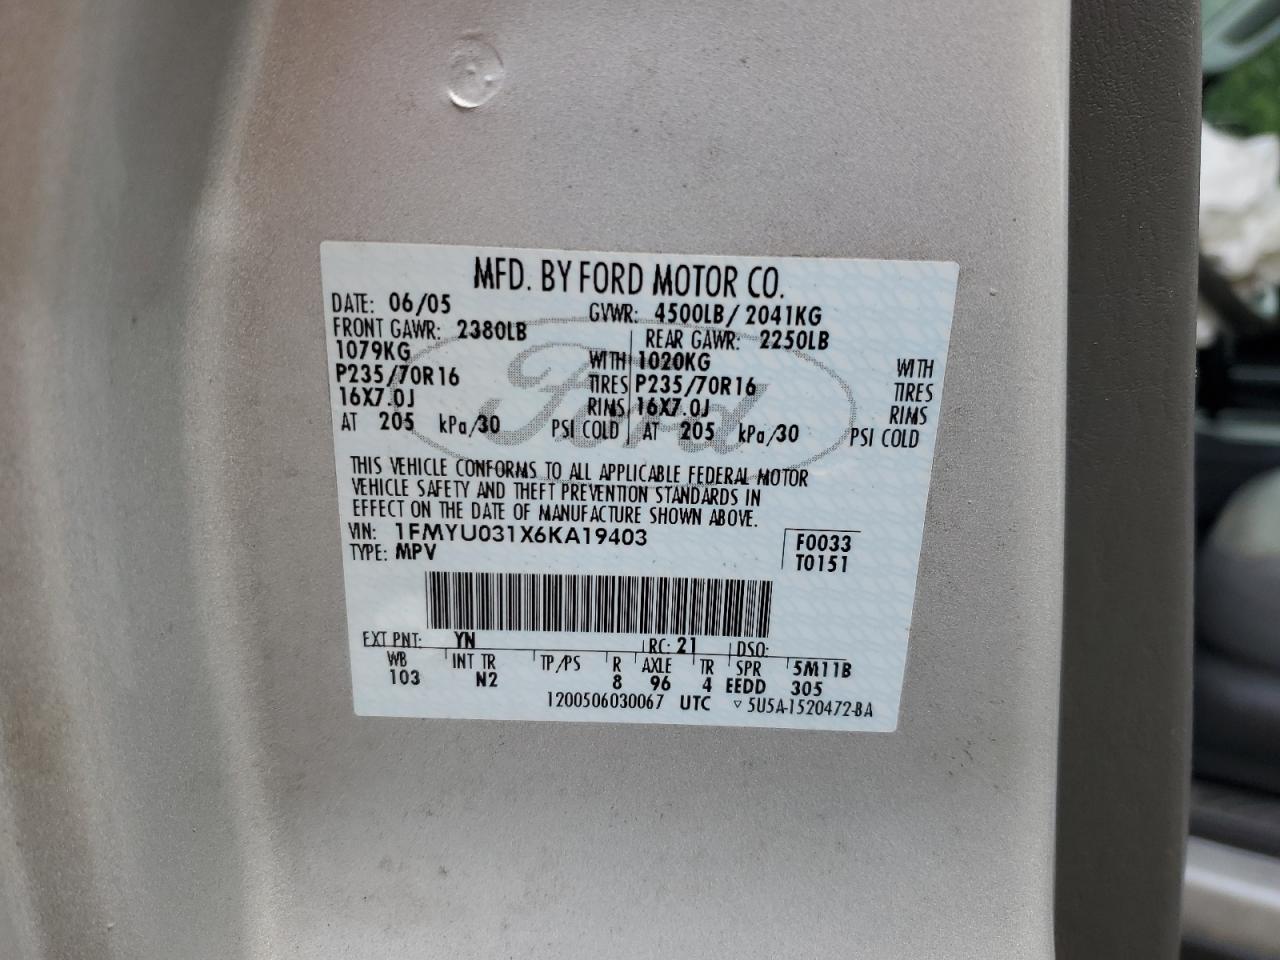 MFD. BY FORD MOTOR CO.
DATE: 06/05 GVWR: 4500LB/ 2041KG
FRONT GAWR: 2380LB REAR GAWR: 2250LB
1079KG WITH 1020KG WITH
P235/70R16 TIRES P235/70R16 TIRES
16X7.0J RIMS 16X7.0J RIMS
AT 205 kPa/30 PSI COLD AT 205 kPa/30 PSI COLD
Ford
THIS VEHICLE CONFORMS TO ALL APPLICABLE FEDERAL MOTOR
VEHICLE SAFETY AND THEFT PREVENTION STANDARDS IN
EFFECT ON THE DATE OF MANUFACTURE SHOWN ABOVE.
VIN: 1FMYU031X6KA19403 F0033
TYPE: MPV T0151
EXT PNT: YN RC: 21 DSO:
WB INT TR TP/PS R AXLE TR SPR 5M11B
103 N2 8 96 4 EEDD 305
1200506030067 UTC ▽ 5U5A-1520472-BA